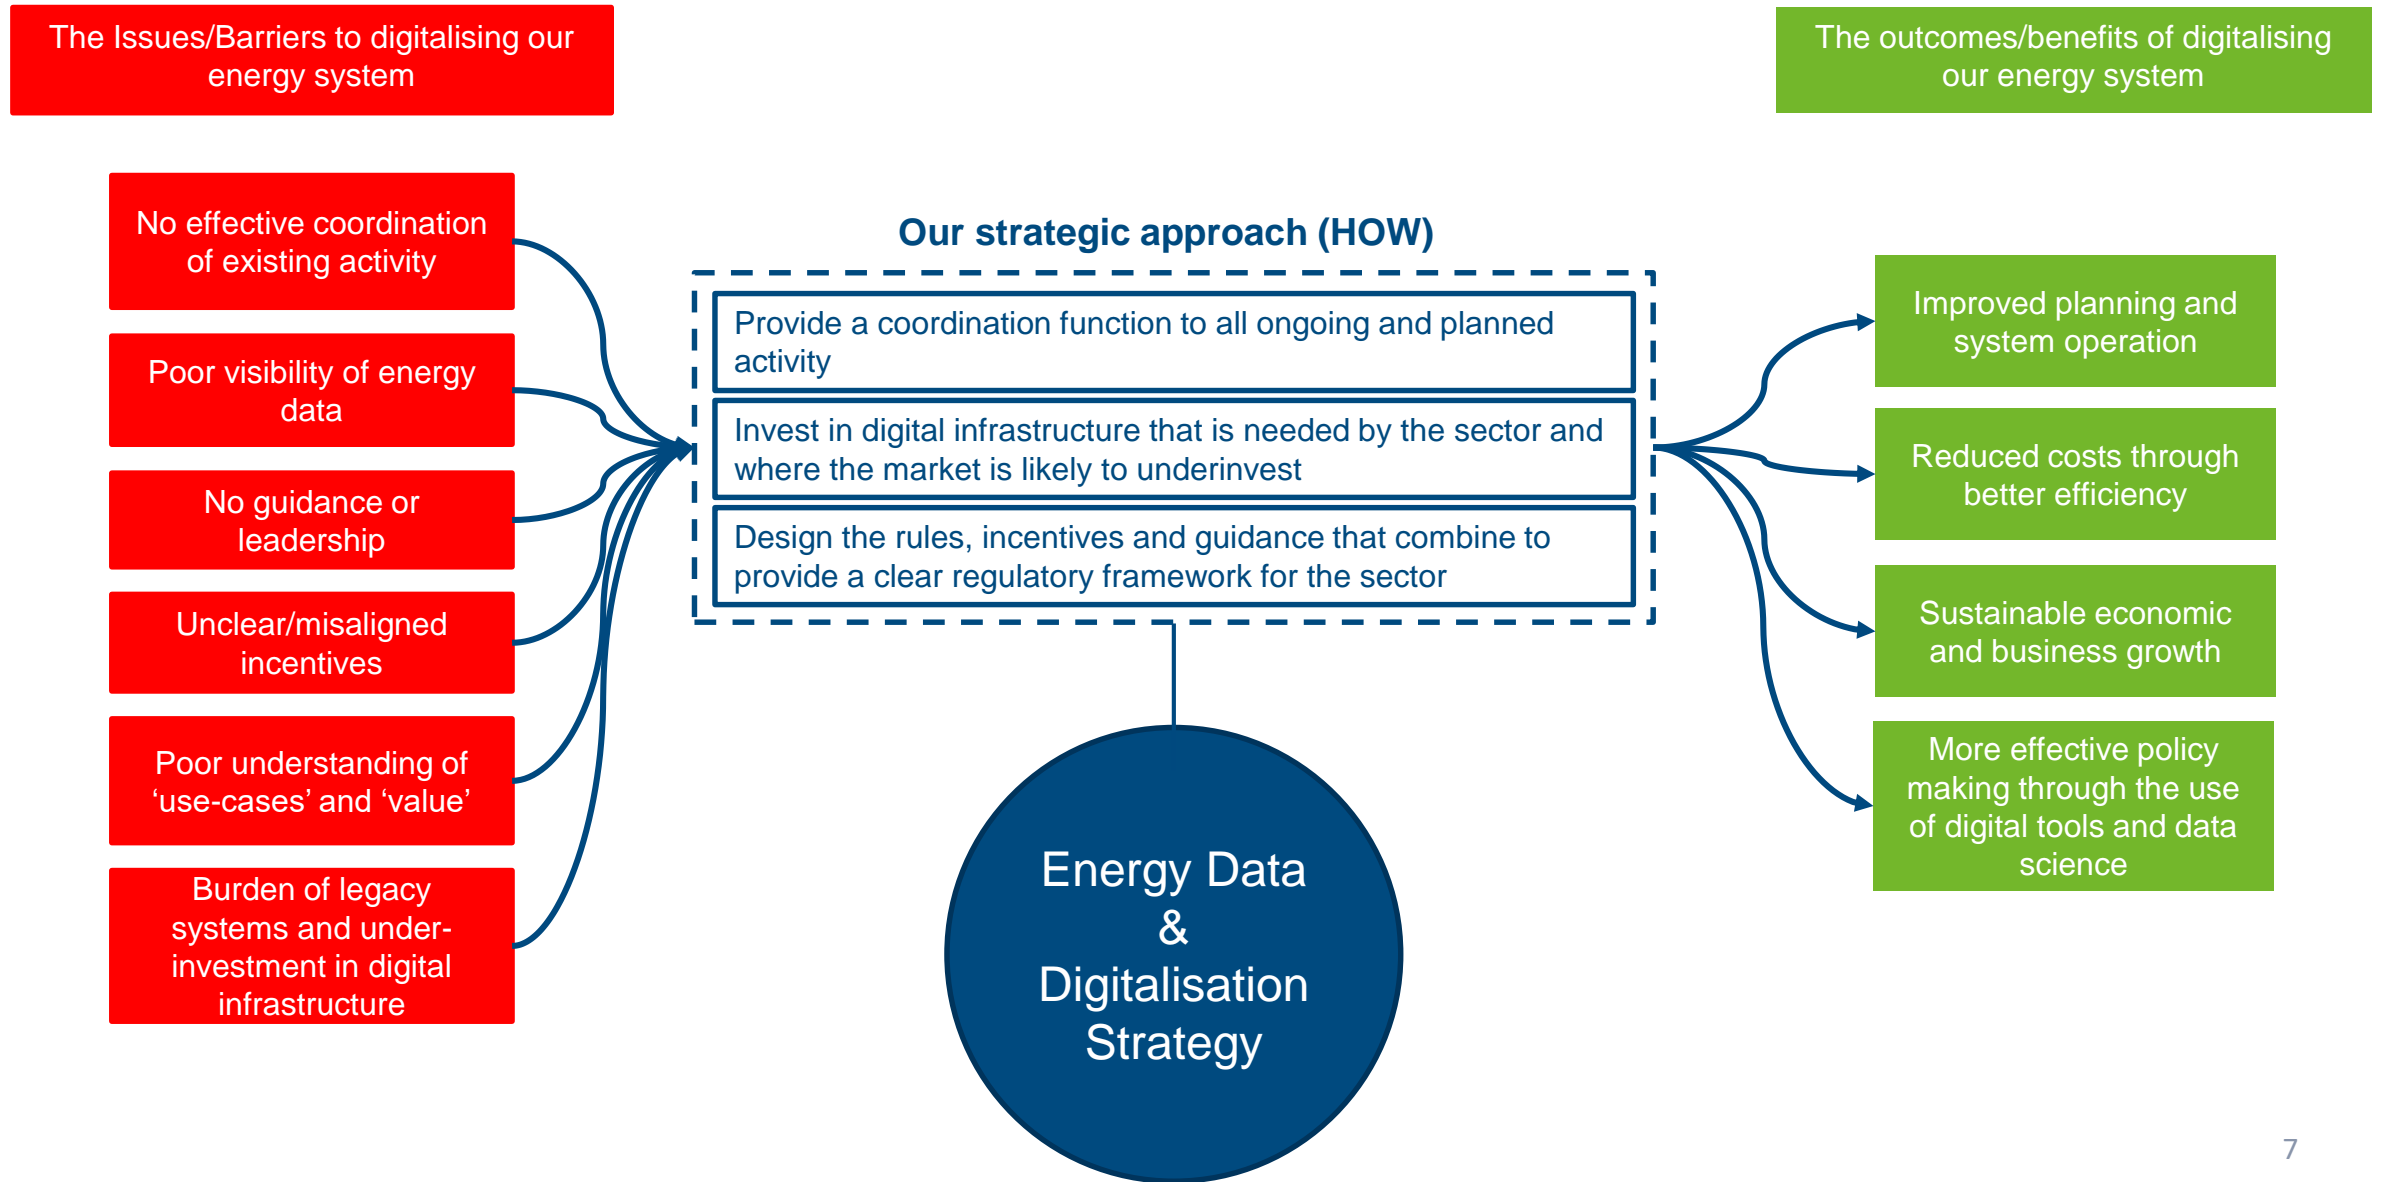 The Issues/Barriers to digitalising our
energy system
The outcomes/benefits of digitalising
our energy system
No effective coordination
of existing activity
Poor visibility of energy
data
No guidance or
leadership
Unclear/misaligned
incentives
Poor understanding of
‘use-cases’ and ‘value’
Burden of legacy
systems and under-
investment in digital
infrastructure
Our strategic approach (HOW)
Provide a coordination function to all ongoing and planned
activity
Invest in digital infrastructure that is needed by the sector and
where the market is likely to underinvest
Design the rules, incentives and guidance that combine to
provide a clear regulatory framework for the sector
Energy Data
&
Digitalisation
Strategy
Improved planning and
system operation
Reduced costs through
better efficiency
Sustainable economic
and business growth
More effective policy
making through the use
of digital tools and data
science
7